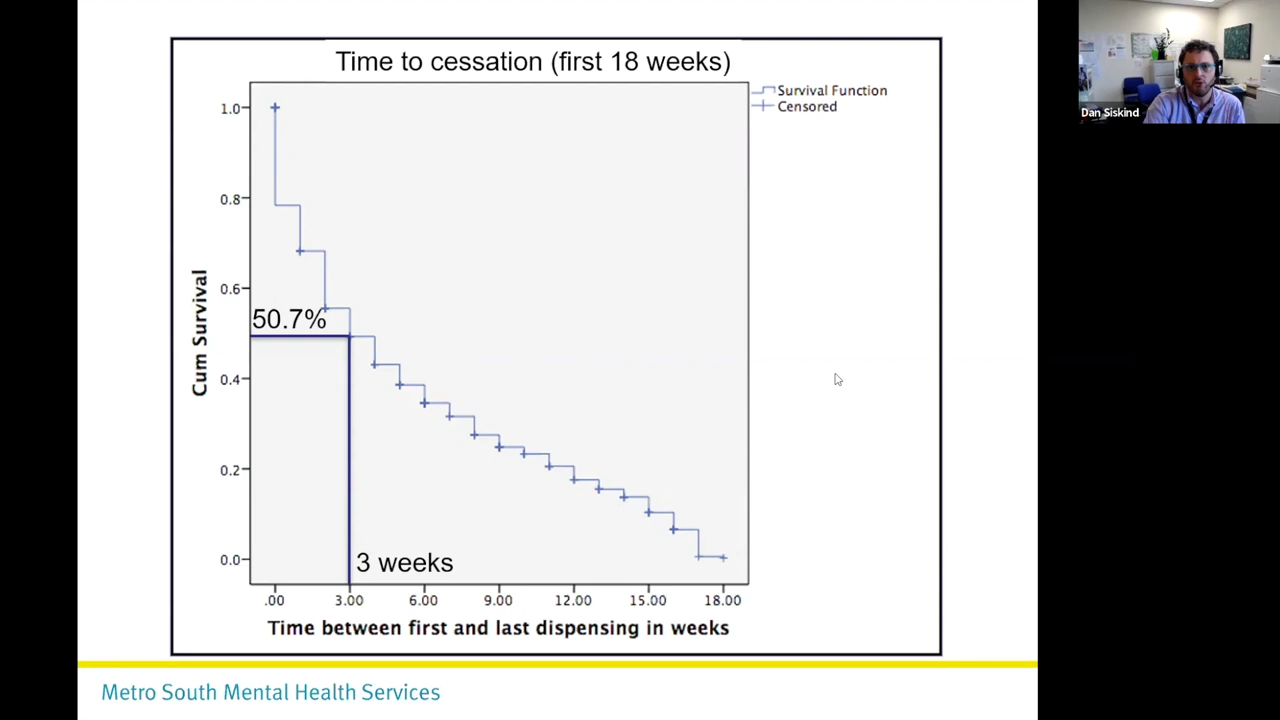 Time to cessation (first 18 weeks)
Survival Function
Censored
1.0
0.8
0.6
0.4
0.2
0.0
Cum Survival
50.7%
3 weeks
.00 3.00 6.00 9.00 12.00 15.00 18.00
Time between first and last dispensing in weeks
Metro South Mental Health Services
Dan Siskind